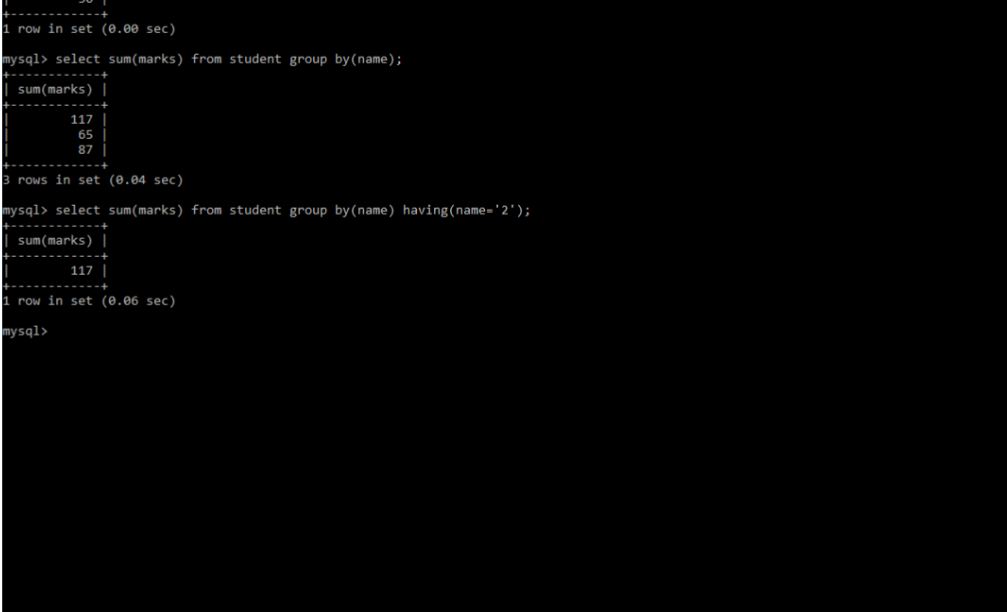 +------------+
1 row in set (0.00 sec)
mysql> select sum(marks) from student group by(name);
+------------+
| sum(marks) |
+------------+
|        117 |
|         65 |
|         87 |
+------------+
3 rows in set (0.04 sec)
mysql> select sum(marks) from student group by(name) having(name='2');
+------------+
| sum(marks) |
+------------+
|        117 |
+------------+
1 row in set (0.06 sec)
mysql>